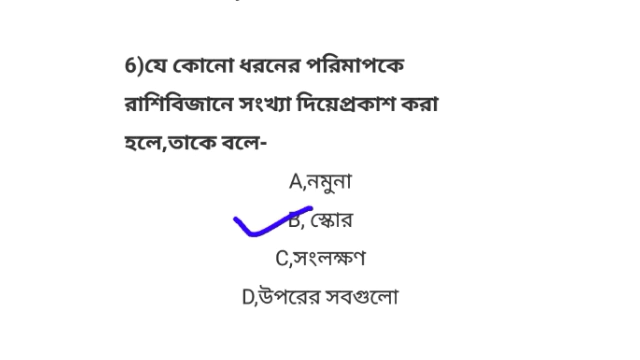 6)যে কোনো ধরনের পরিমাপকে
রাশিবিজানে সংখ্যা দিয়েপ্রকাশ করা
হলে,তাকে বলে-
A,নমুনা
B, স্কোর
C,সংলক্ষণ
D,উপরের সবগুলো